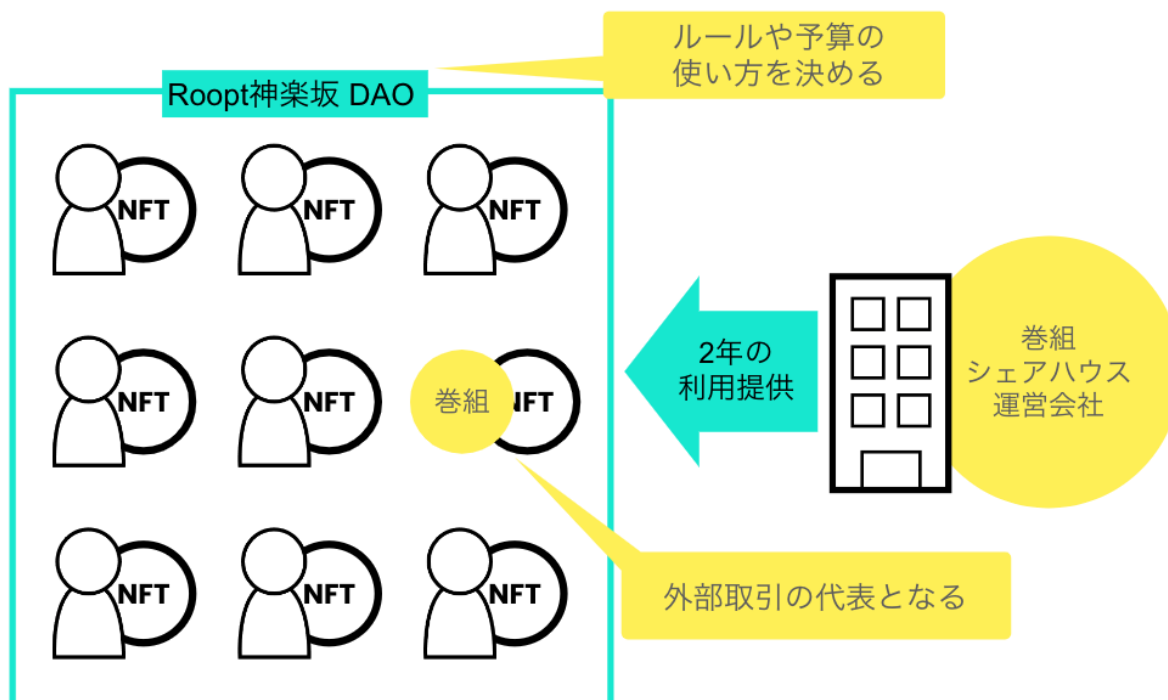 ルールや予算の
使い方を決める
Roopt神楽坂 DAO
NFT
NFT
NFT
NFT
NFT
巻組
NFT
2年の
利用提供
巻組
シェアハウス
運営会社
NFT
NFT
NFT
外部取引の代表となる